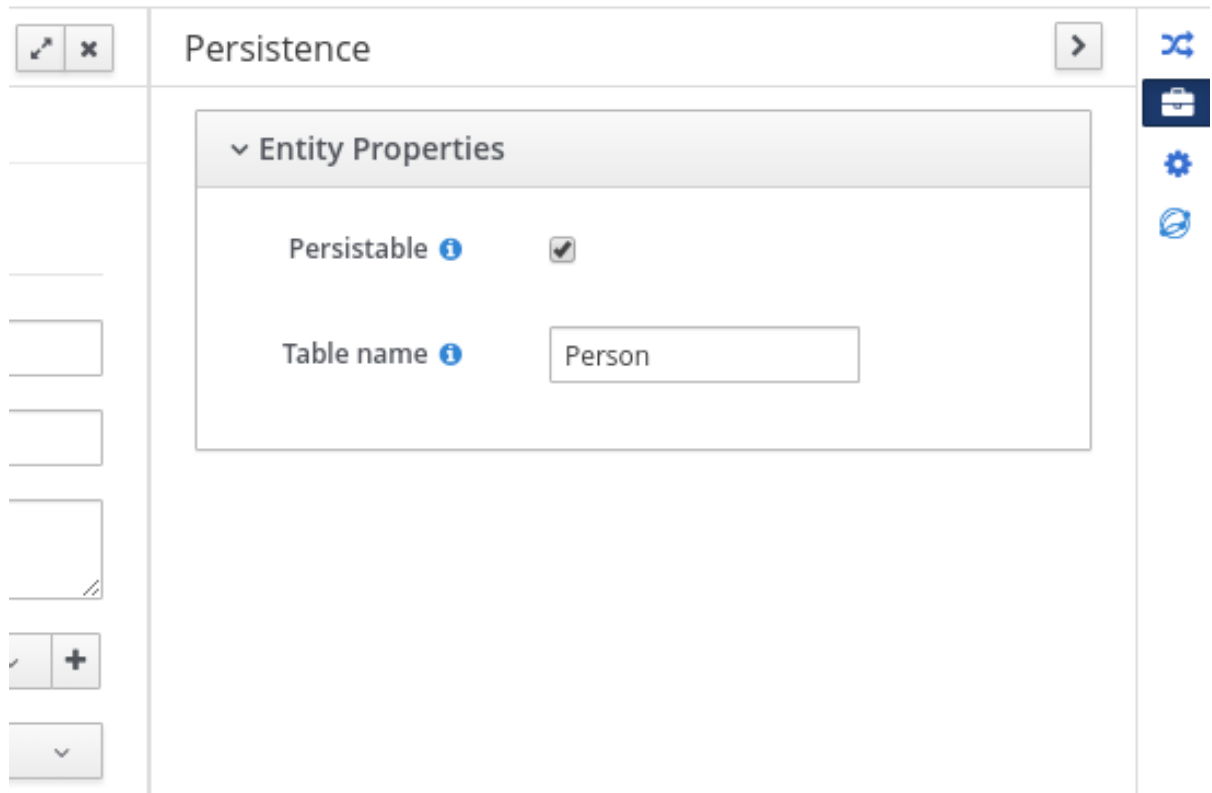 Persistence
Entity Properties
Persistable
Table name
Person